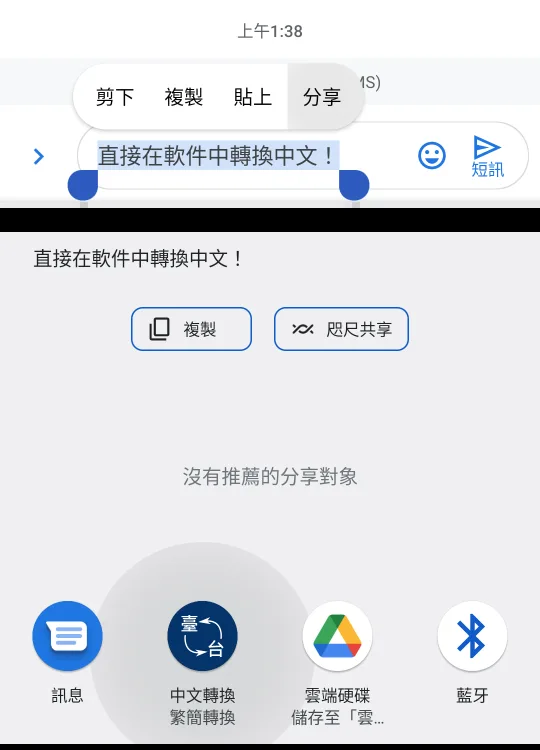 上午1:38
剪下 複製 貼上 分享 MS)
直接在軟件中轉換中文！
短訊
直接在軟件中轉換中文！
複製 咫尺共享
沒有推薦的分享對象
臺 台
訊息 中文轉換 雲端硬碟 藍牙
繁簡轉換 儲存至「雲…